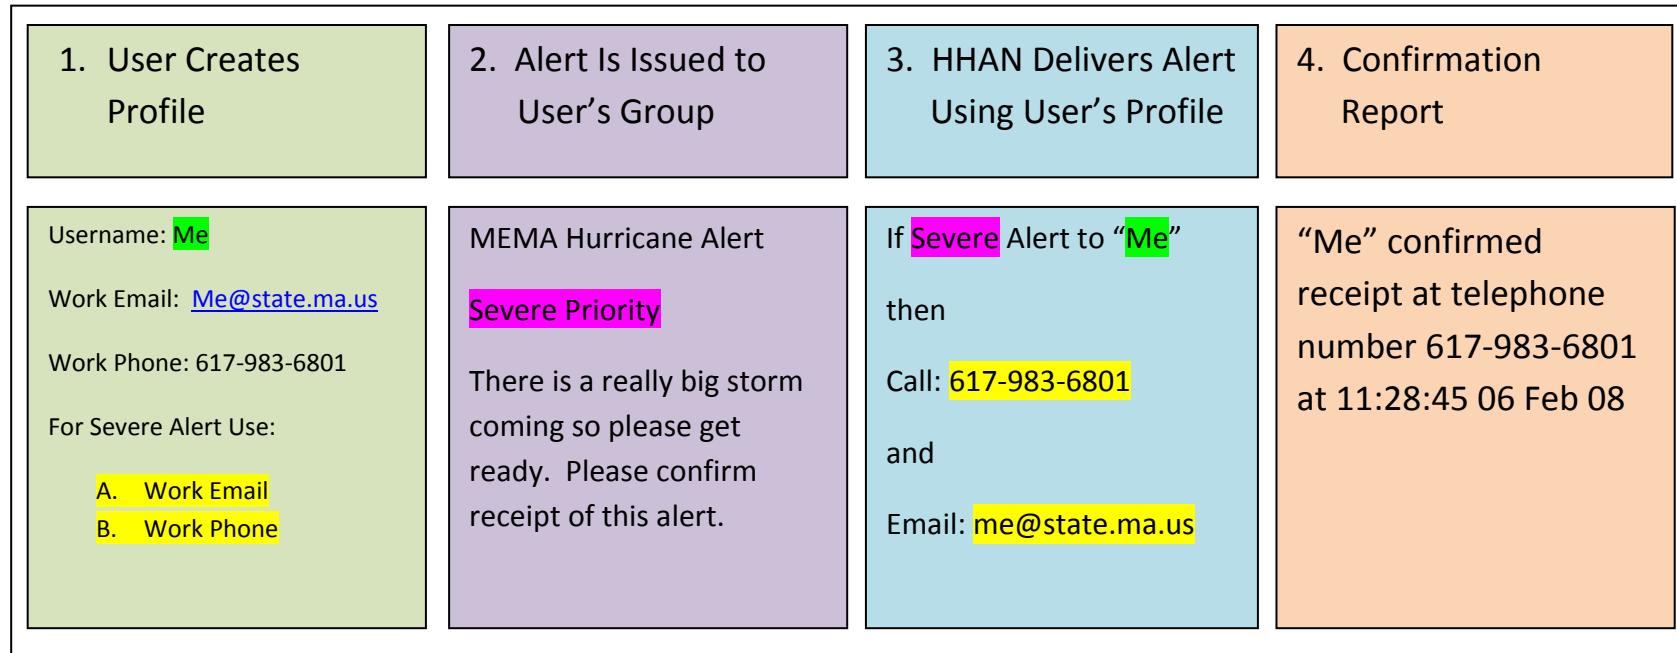 1. User Creates
Profile
2. Alert Is Issued to
User’s Group
3. HHAN Delivers Alert
Using User’s Profile
4. Confirmation
Report
Username: Me
Work Email: Me@state.ma.us
Work Phone: 617-983-6801
For Severe Alert Use:
A. Work Email
B. Work Phone
MEMA Hurricane Alert
Severe Priority
There is a really big storm
coming so please get
ready. Please confirm
receipt of this alert.
If Severe Alert to “Me”
then
Call: 617-983-6801
and
Email: me@state.ma.us
“Me” confirmed
receipt at telephone
number 617-983-6801
at 11:28:45 06 Feb 08